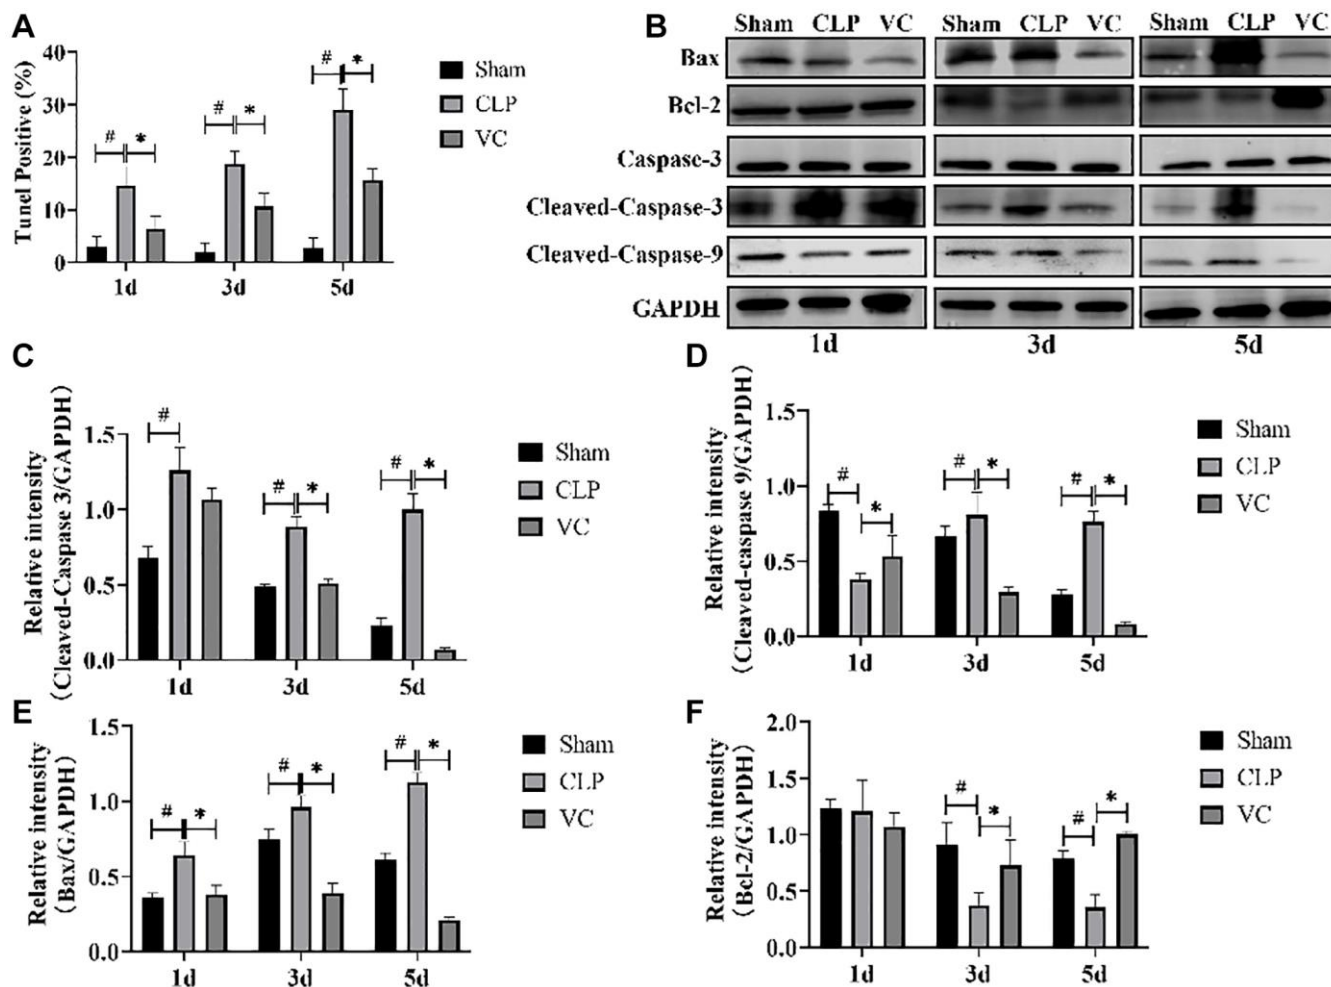 A
Tunel Positive (%)
40
30
20
10
0
# * # * # *
1d 3d 5d
Sham
CLP
VC
B
Sham CLP VC Sham CLP VC Sham CLP VC
Bax
Bcl-2
Caspase-3
Cleaved-Caspase-3
Cleaved-Caspase-9
GAPDH
1d 3d 5d
C
Relative intensity
(Cleaved-Caspase 3/GAPDH)
1.5
1.0
0.5
0.0
# # * # *
1d 3d 5d
Sham
CLP
VC
D
Relative intensity
(Cleaved-caspase 9/GAPDH)
1.5
1.0
0.5
0.0
# * # * # *
1d 3d 5d
Sham
CLP
VC
E
Relative intensity
(Bax/GAPDH)
1.5
1.0
0.5
0.0
# * # * # *
1d 3d 5d
Sham
CLP
VC
F
Relative intensity
(Bcl-2/GAPDH)
2.0
1.5
1.0
0.5
0.0
# * # *
1d 3d 5d
Sham
CLP
VC